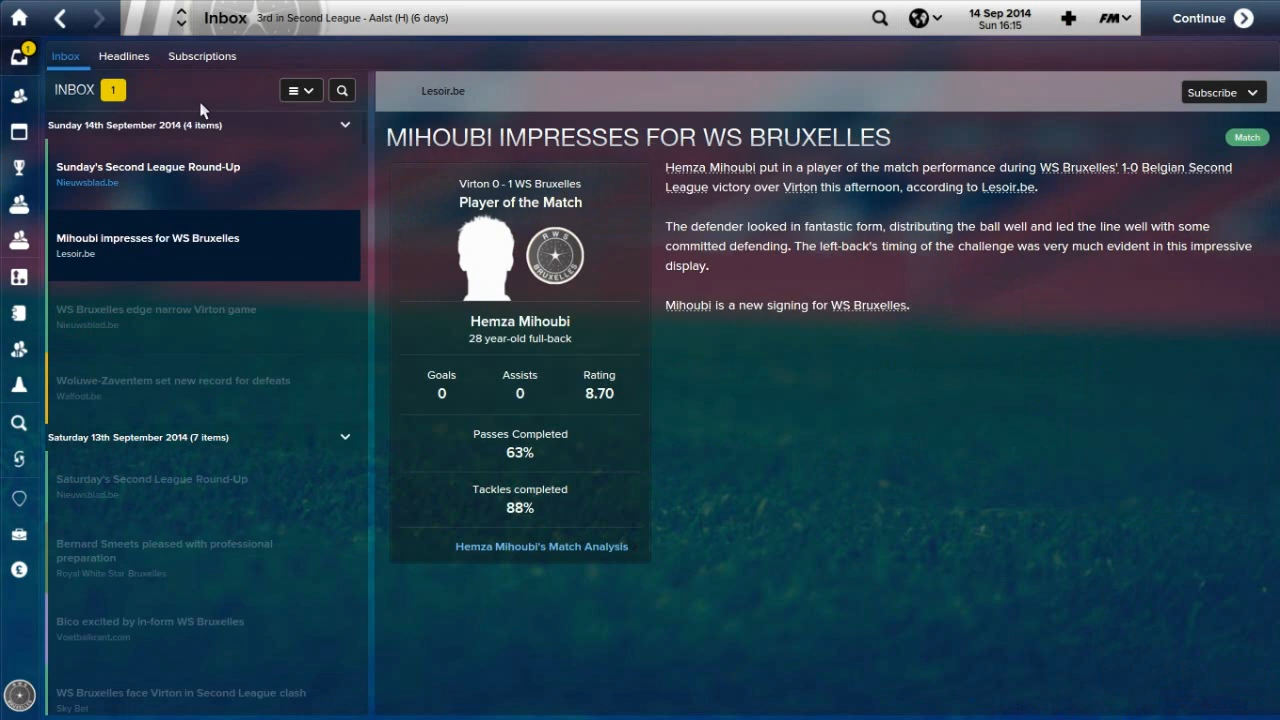 Inbox
3rd in Second League - Aalst (H) (6 days)
14 Sep 2014
Sun 16:15
FM
Continue
1
Inbox
Headlines
Subscriptions
INBOX
1
Sunday 14th September 2014 (4 items)
Sunday's Second League Round-Up
Nieuwsblad.be
Mihoubi impresses for WS Bruxelles
Lesoir.be
WS Bruxelles edge narrow Virton game
Nieuwsblad.be
Woluwe-Zaventem set new record for defeats
Walfoot.be
Saturday 13th September 2014 (7 items)
Saturday's Second League Round-Up
Nieuwsblad.be
Bernard Smeets pleased with professional
preparation
Royal White Star Bruxelles
Bico excited by in-form WS Bruxelles
Voetbalkrant.com
WS Bruxelles face Virton in Second League clash
Sky Bet
Lesoir.be
Subscribe
MIHOUBI IMPRESSES FOR WS BRUXELLES
Match
Virton 0 - 1 WS Bruxelles
Player of the Match
RWS
BRUXELLES
Hemza Mihoubi
28 year-old full-back
Goals
Assists
Rating
0
0
8.70
Passes Completed
63%
Tackles completed
88%
Hemza Mihoubi's Match Analysis
Hemza Mihoubi put in a player of the match performance during WS Bruxelles' 1-0 Belgian Second
League victory over Virton this afternoon, according to Lesoir.be.
The defender looked in fantastic form, distributing the ball well and led the line well with some
committed defending. The left-back's timing of the challenge was very much evident in this impressive
display.
Mihoubi is a new signing for WS Bruxelles.